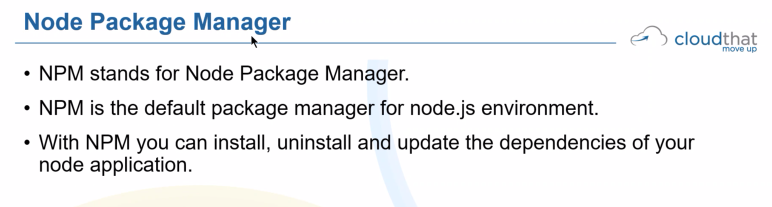 Node Package Manager
cloudthat
move up
• NPM stands for Node Package Manager.
• NPM is the default package manager for node.js environment.
• With NPM you can install, uninstall and update the dependencies of your
node application.